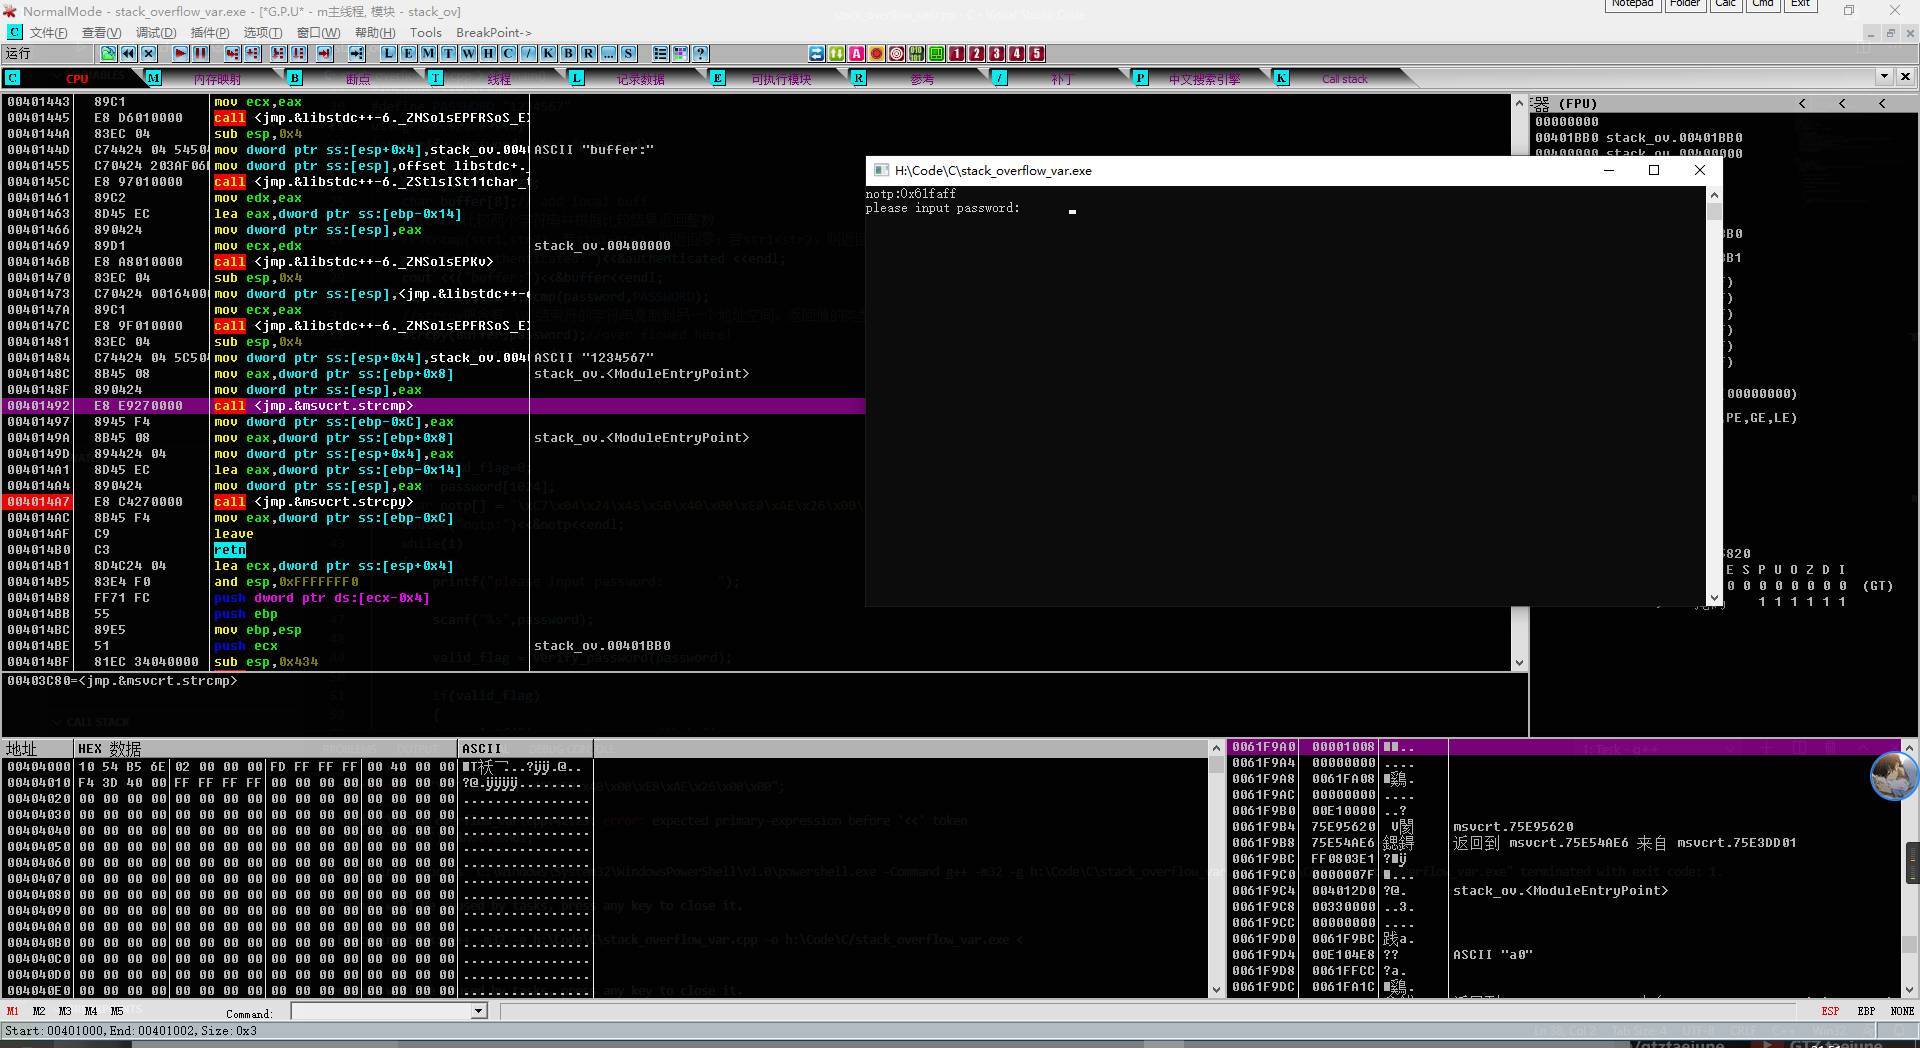 NormalMode - stack_overflow_var.exe - [*G.P.U* - m主线程, 模块 - stack_ov]
Notepad Folder Calc Cmd Exit
C 文件(F) 查看(V) 调试(D) 插件(P) 选项(T) 窗口(W) 帮助(H) Tools BreakPoint->
运行 L E M T W H C / K B R ... S ? 1 2 3 4 5
C CPU M 内存映射 B 断点 T 线程 L 记录数据 E 可执行模块 R 参考 / 补丁 P 中文搜索引擎 K Call stack
00401443 89C1 mov ecx,eax
00401445 E8 D6010000 call <jmp.&libstdc++-6._ZNSolsEPFRSoS_E
0040144A 83EC 04 sub esp,0x4
0040144D C74424 04 5450 mov dword ptr ss:[esp+0x4],stack_ov.004 ASCII "buffer:"
00401455 C70424 203AF06 mov dword ptr ss:[esp],offset libstdc+.
0040145C E8 97010000 call <jmp.&libstdc++-6._ZStlsISt11char_
00401461 89C2 mov edx,eax
00401463 8D45 EC lea eax,dword ptr ss:[ebp-0x14]
00401466 890424 mov dword ptr ss:[esp],eax
00401469 89D1 mov ecx,edx stack_ov.00400000
0040146B E8 A8010000 call <jmp.&libstdc++-6._ZNSolsEPKv>
00401470 83EC 04 sub esp,0x4
00401473 C70424 0016400 mov dword ptr ss:[esp],<jmp.&libstdc++-
0040147A 89C1 mov ecx,eax
0040147C E8 9F010000 call <jmp.&libstdc++-6._ZNSolsEPFRSoS_E
00401481 83EC 04 sub esp,0x4
00401484 C74424 04 5C50 mov dword ptr ss:[esp+0x4],stack_ov.004 ASCII "1234567"
0040148C 8B45 08 mov eax,dword ptr ss:[ebp+0x8] stack_ov.<ModuleEntryPoint>
0040148F 890424 mov dword ptr ss:[esp],eax
00401492 E8 E9270000 call <jmp.&msvcrt.strcmp>
00401497 8945 F4 mov dword ptr ss:[ebp-0xC],eax
0040149A 8B45 08 mov eax,dword ptr ss:[ebp+0x8] stack_ov.<ModuleEntryPoint>
0040149D 894424 04 mov dword ptr ss:[esp+0x4],eax
004014A1 8D45 EC lea eax,dword ptr ss:[ebp-0x14]
004014A4 890424 mov dword ptr ss:[esp],eax
004014A7 E8 C4270000 call <jmp.&msvcrt.strcpy>
004014AC 8B45 F4 mov eax,dword ptr ss:[ebp-0xC]
004014AF C9 leave
004014B0 C3 retn
004014B1 8D4C24 04 lea ecx,dword ptr ss:[esp+0x4]
004014B5 83E4 F0 and esp,0xFFFFFFF0
004014B8 FF71 FC push dword ptr ds:[ecx-0x4]
004014BB 55 push ebp
004014BC 89E5 mov ebp,esp
004014BE 51 push ecx stack_ov.00401BB0
004014BF 81EC 34040000 sub esp,0x434
00403C80=<jmp.&msvcrt.strcmp>
器 (FPU) < < <
00000000
00401BB0 stack_ov.00401BB0
00400000 stack_ov.00400000
H:\Code\C\stack_overflow_var.exe
notp:0x61faff
please input password:
00000000)
,PE,GE,LE)
5820
E S P U O Z D I
0 0 0 0 0 0 0 0 (GT)
1 1 1 1 1 1
地址 HEX 数据 ASCII
00404000 10 54 B5 6E 02 00 00 00 FD FF FF FF 00 40 00 00
00404010 F4 3D 40 00 FF FF FF FF 00 00 00 00 00 00 00 00
00404020 00 00 00 00 00 00 00 00 00 00 00 00 00 00 00 00 ................
00404030 00 00 00 00 00 00 00 00 00 00 00 00 00 00 00 00 ................
00404040 00 00 00 00 00 00 00 00 00 00 00 00 00 00 00 00 ................
00404050 00 00 00 00 00 00 00 00 00 00 00 00 00 00 00 00 ................
00404060 00 00 00 00 00 00 00 00 00 00 00 00 00 00 00 00 ................
00404070 00 00 00 00 00 00 00 00 00 00 00 00 00 00 00 00 ................
00404080 00 00 00 00 00 00 00 00 00 00 00 00 00 00 00 00 ................
00404090 00 00 00 00 00 00 00 00 00 00 00 00 00 00 00 00 ................
004040A0 00 00 00 00 00 00 00 00 00 00 00 00 00 00 00 00 ................
004040B0 00 00 00 00 00 00 00 00 00 00 00 00 00 00 00 00 ................
004040C0 00 00 00 00 00 00 00 00 00 00 00 00 00 00 00 00 ................
004040D0 00 00 00 00 00 00 00 00 00 00 00 00 00 00 00 00 ................
004040E0 00 00 00 00 00 00 00 00 00 00 00 00 00 00 00 00 ................
0061F9A0 00001008
0061F9A4 00000000 ....
0061F9A8 0061FA08
0061F9AC 00000000 ....
0061F9B0 00E10000 ..?
0061F9B4 75E95620 msvcrt.75E95620
0061F9B8 75E54AE6 返回到 msvcrt.75E54AE6 来自 msvcrt.75E3DD01
0061F9BC FF0803E1
0061F9C0 0000007F
0061F9C4 004012D0 ?@. stack_ov.<ModuleEntryPoint>
0061F9C8 00330000 ..3.
0061F9CC 00000000 ....
0061F9D0 0061F9BC 践a.
0061F9D4 00E104E8 ?? ASCII "a0"
0061F9D8 0061FFCC ?a.
0061F9DC 0061FA1C
M1 M2 M3 M4 M5 Command: ESP EBP NONE
Start:00401000,End:00401002,Size:0x3